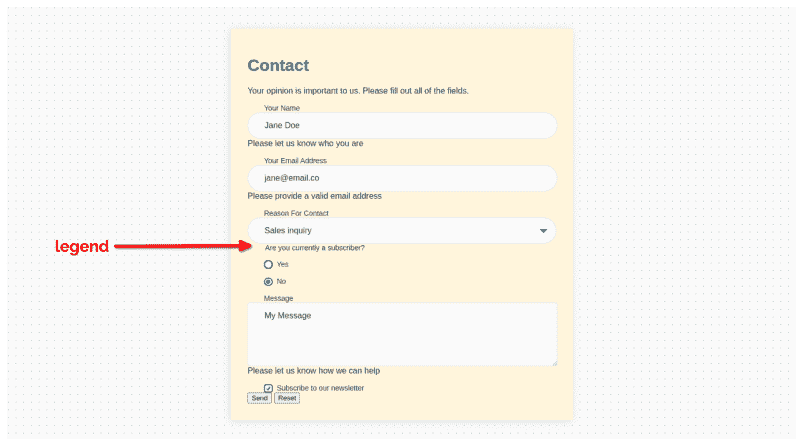 Contact
Your opinion is important to us. Please fill out all of the fields.
Your Name
Jane Doe
Please let us know who you are
Your Email Address
jane@email.co
Please provide a valid email address
Reason For Contact
Sales inquiry
legend
Are you currently a subscriber?
Yes
No
Message
My Message
Please let us know how we can help
Subscribe to our newsletter
Send Reset